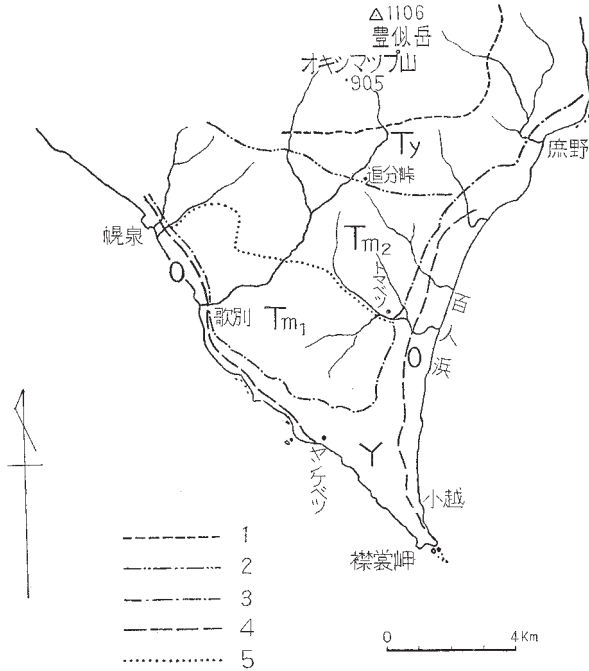 △1106
豊似岳
オキシマップ山
·905
Ty
庶野
追分峠
幌泉
Tm2
トマベツ
百人浜
O
歌別
Tm1
O
Y
ヤンケベツ
小越
襟裳岬
1
2
3
4
5
0 4Km